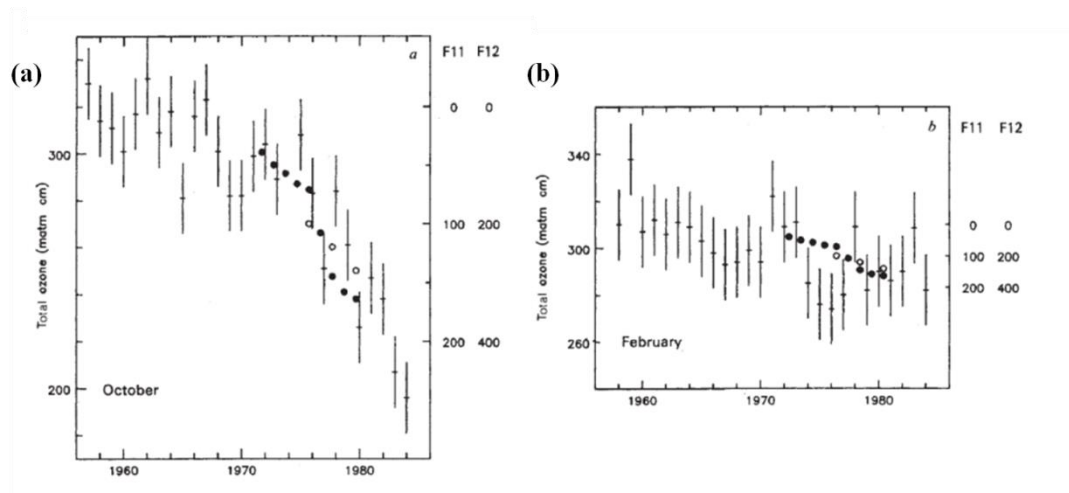 (a)
a
F11 F12
0 0
100 200
200 400
300
200
Total ozone (matm cm)
October
1960 1970 1980
(b)
b
F11 F12
0 0
100 200
200 400
340
300
260
Total ozone (matm cm)
February
1960 1970 1980